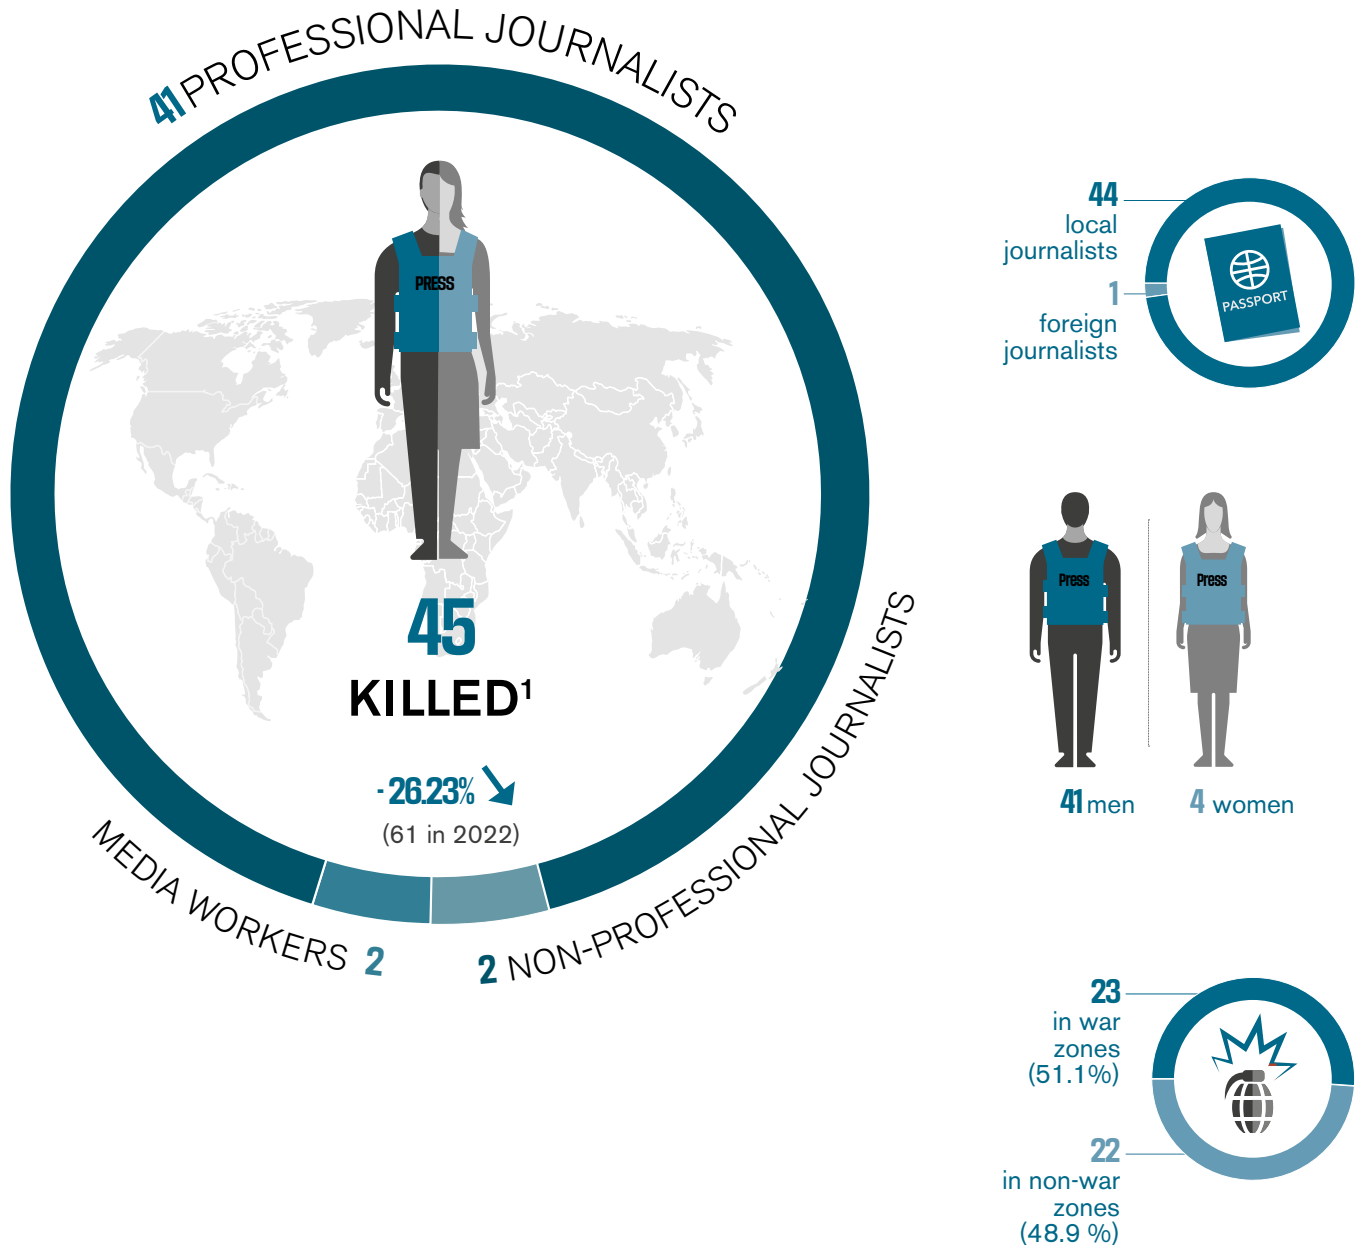 41 PROFESSIONAL JOURNALISTS
PRESS
45
KILLED¹
- 26.23%
(61 in 2022)
MEDIA WORKERS 2
2 NON-PROFESSIONAL JOURNALISTS
44
local
journalists
1
foreign
journalists
PASSPORT
Press
Press
41 men
4 women
23
in war
zones
(51.1%)
22
in non-war
zones
(48.9 %)